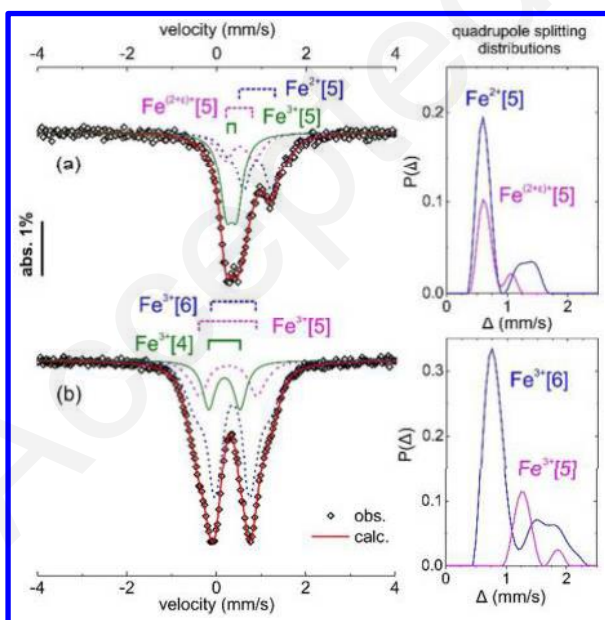 velocity (mm/s)
-4 -2 0 2 4
quadrupole splitting
distributions
Fe²⁺[5]
Fe⁽²⁺ᵋ⁾⁺[5]
Fe³⁺[5]
(a)
abs. 1%
0.2
0.1
0.0
P(Δ)
Fe²⁺[5]
Fe⁽²⁺ᵋ⁾⁺[5]
0 1 2
Δ (mm/s)
Fe³⁺[6]
Fe³⁺[5]
Fe³⁺[4]
(b)
obs.
calc.
-4 -2 0 2 4
velocity (mm/s)
0.3
0.2
0.1
0.0
P(Δ)
Fe³⁺[6]
Fe³⁺[5]
0 1 2
Δ (mm/s)
Accepted